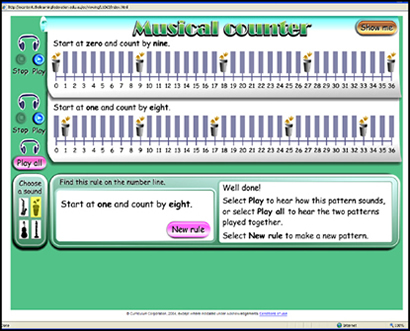 Musical counter
Show me
Start at zero and count by nine.
0 1 2 3 4 5 6 7 8 9 10 11 12 13 14 15 16 17 18 19 20 21 22 23 24 25 26 27 28 29 30 31 32 33 34 35 36
Stop Play
Start at one and count by eight.
0 1 2 3 4 5 6 7 8 9 10 11 12 13 14 15 16 17 18 19 20 21 22 23 24 25 26 27 28 29 30 31 32 33 34 35 36
Stop Play
Play all
Choose
a sound
Find this rule on the number line.
Start at one and count by eight.
New rule
Well done!
Select Play to hear how this pattern sounds,
or select Play all to hear the two patterns
played together.
Select New rule to make a new pattern.
Internet